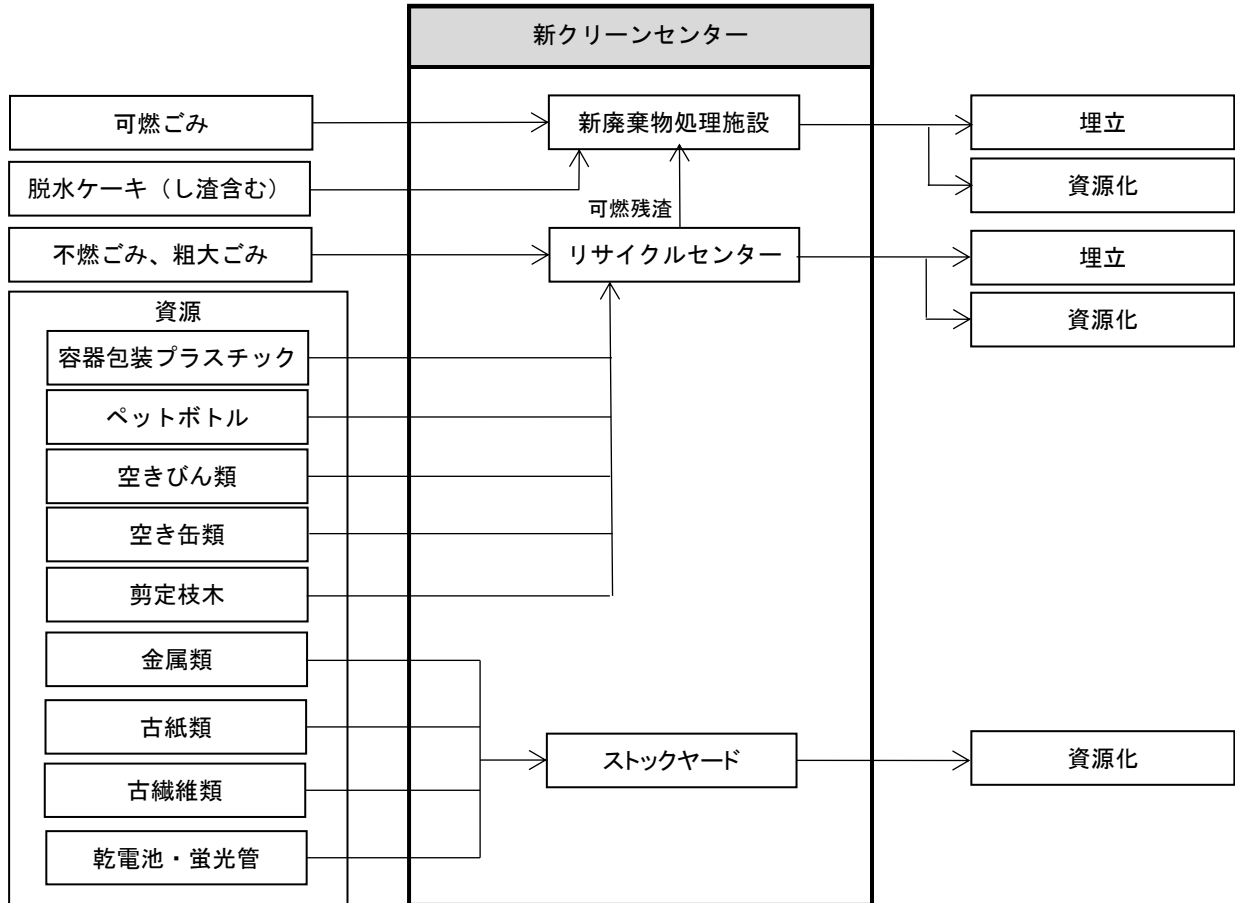 新クリーンセンター
可燃ごみ
新廃棄物処理施設
埋立
脱水ケーキ（し渣含む）
資源化
可燃残渣
不燃ごみ、粗大ごみ
リサイクルセンター
埋立
資源化
資源
容器包装プラスチック
ペットボトル
空きびん類
空き缶類
剪定枝木
金属類
古紙類
ストックヤード
資源化
古繊維類
乾電池・蛍光管